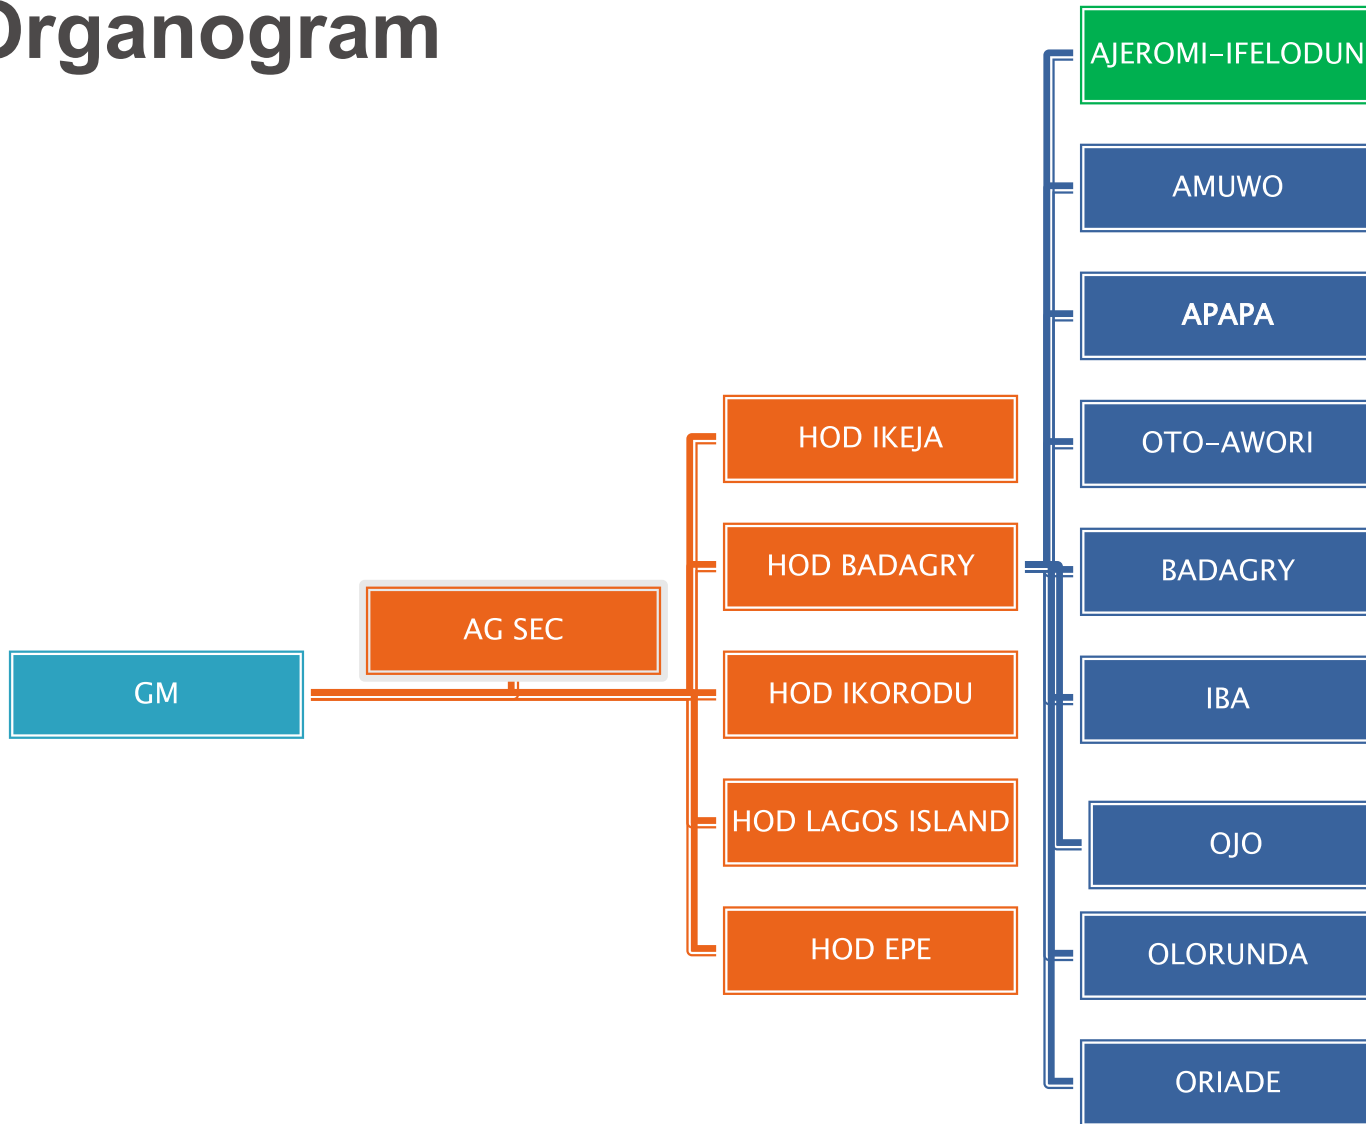 Organogram
AJEROMI-IFELODUN
AMUWO
APAPA
OTO-AWORI
HOD IKEJA
HOD BADAGRY
BADAGRY
AG SEC
GM
HOD IKORODU
IBA
HOD LAGOS ISLAND
OJO
HOD EPE
OLORUNDA
ORIADE